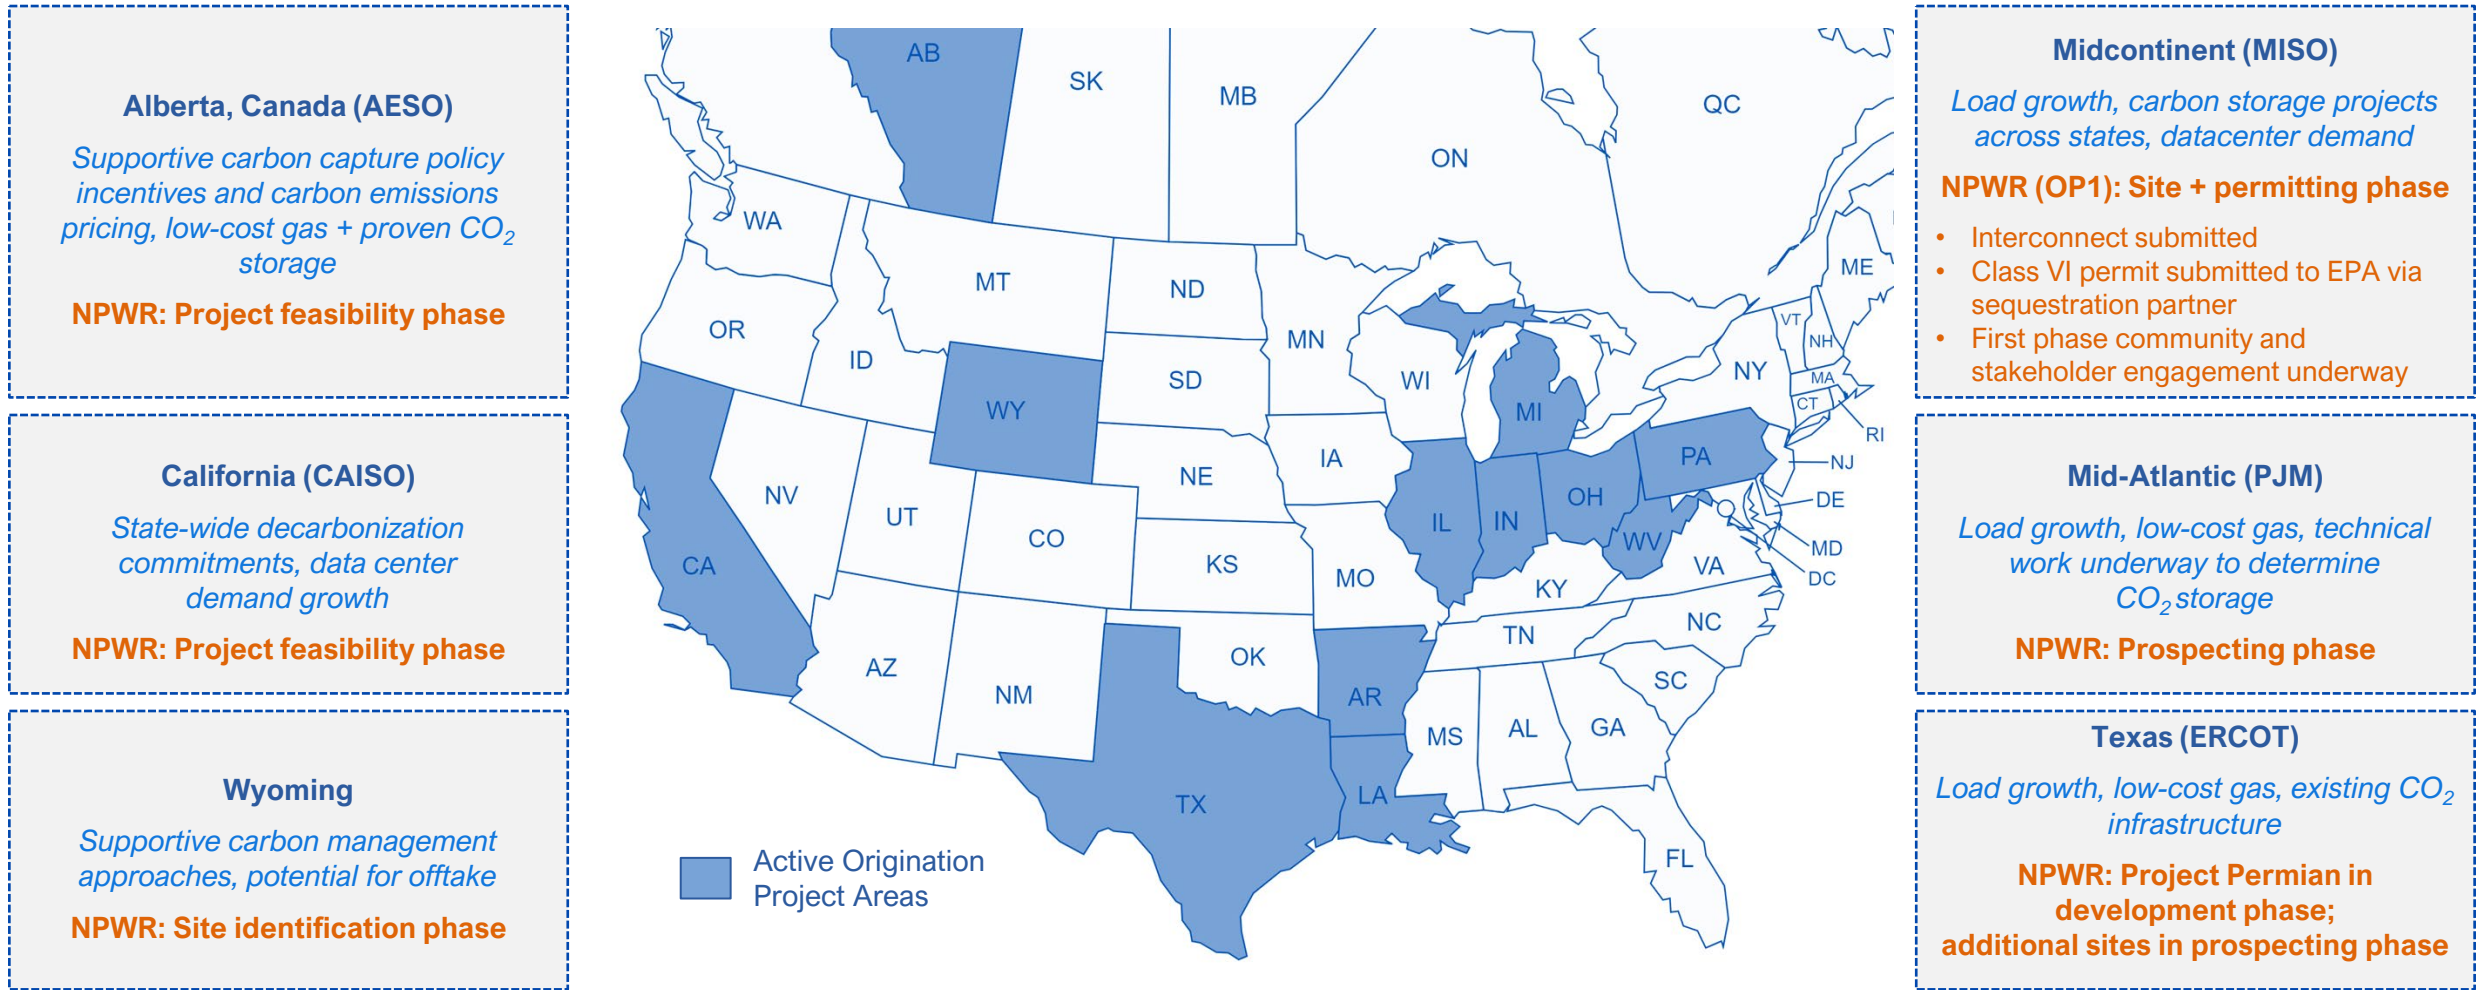 Alberta, Canada (AESO)
Supportive carbon capture policy
incentives and carbon emissions
pricing, low-cost gas + proven CO2
storage
NPWR: Project feasibility phase
California (CAISO)
State-wide decarbonization
commitments, data center
demand growth
NPWR: Project feasibility phase
Wyoming
Supportive carbon management
approaches, potential for offtake
NPWR: Site identification phase
AB
SK
MB
ON
QC
WA
MT
ND
MN
OR
ID
SD
WI
MI
NY
VT
NH
ME
MA
CT
RI
WY
NE
IA
PA
NJ
NV
UT
CO
IL
IN
OH
WV
DE
MD
DC
CA
KS
MO
KY
VA
AZ
NM
OK
TN
NC
AR
SC
MS
AL
GA
TX
LA
FL
Active Origination
Project Areas
Midcontinent (MISO)
Load growth, carbon storage projects
across states, datacenter demand
NPWR (OP1): Site + permitting phase
• Interconnect submitted
• Class VI permit submitted to EPA via
sequestration partner
• First phase community and
stakeholder engagement underway
Mid-Atlantic (PJM)
Load growth, low-cost gas, technical
work underway to determine
CO2 storage
NPWR: Prospecting phase
Texas (ERCOT)
Load growth, low-cost gas, existing CO2
infrastructure
NPWR: Project Permian in
development phase;
additional sites in prospecting phase